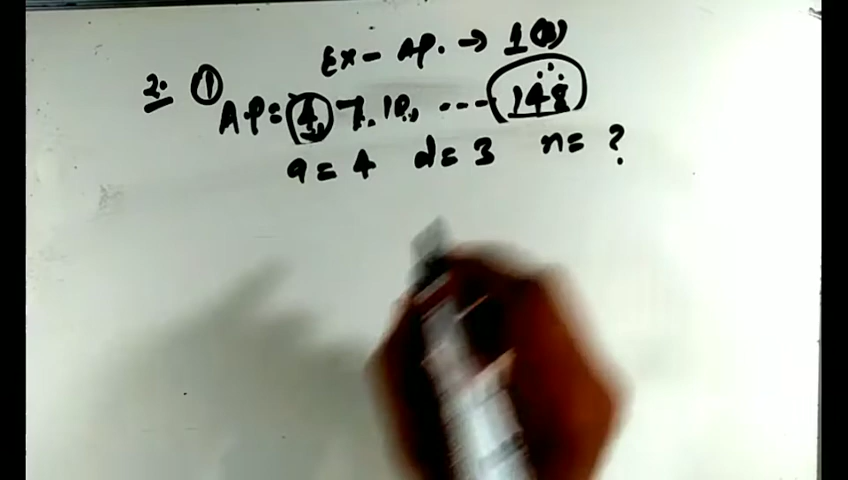 Ex - AP. → 1(B)
2. ①
AP = 4, 7, 10, --- 148
a = 4 d = 3 n = ?